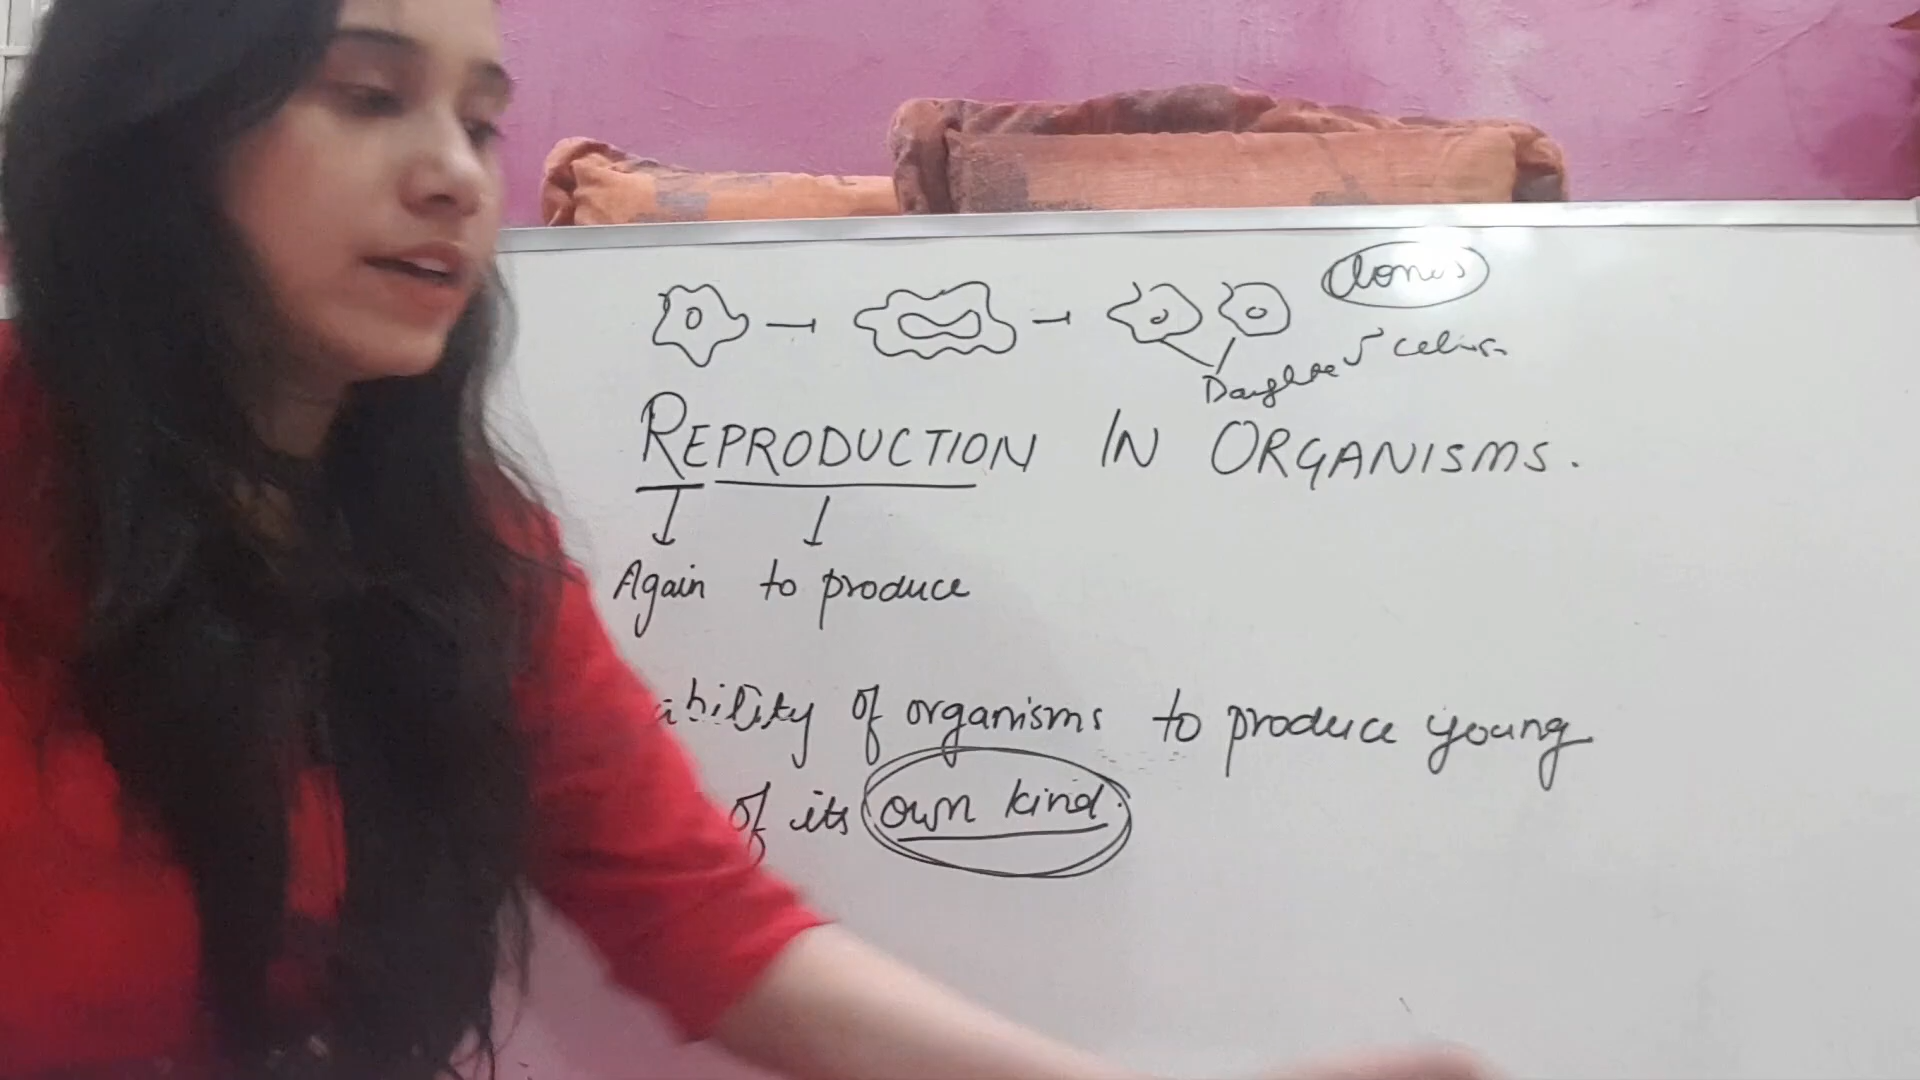 clones
Daughter cells
REPRODUCTION IN ORGANISMS.
Again to produce
ability of organisms to produce young
of its own kind.